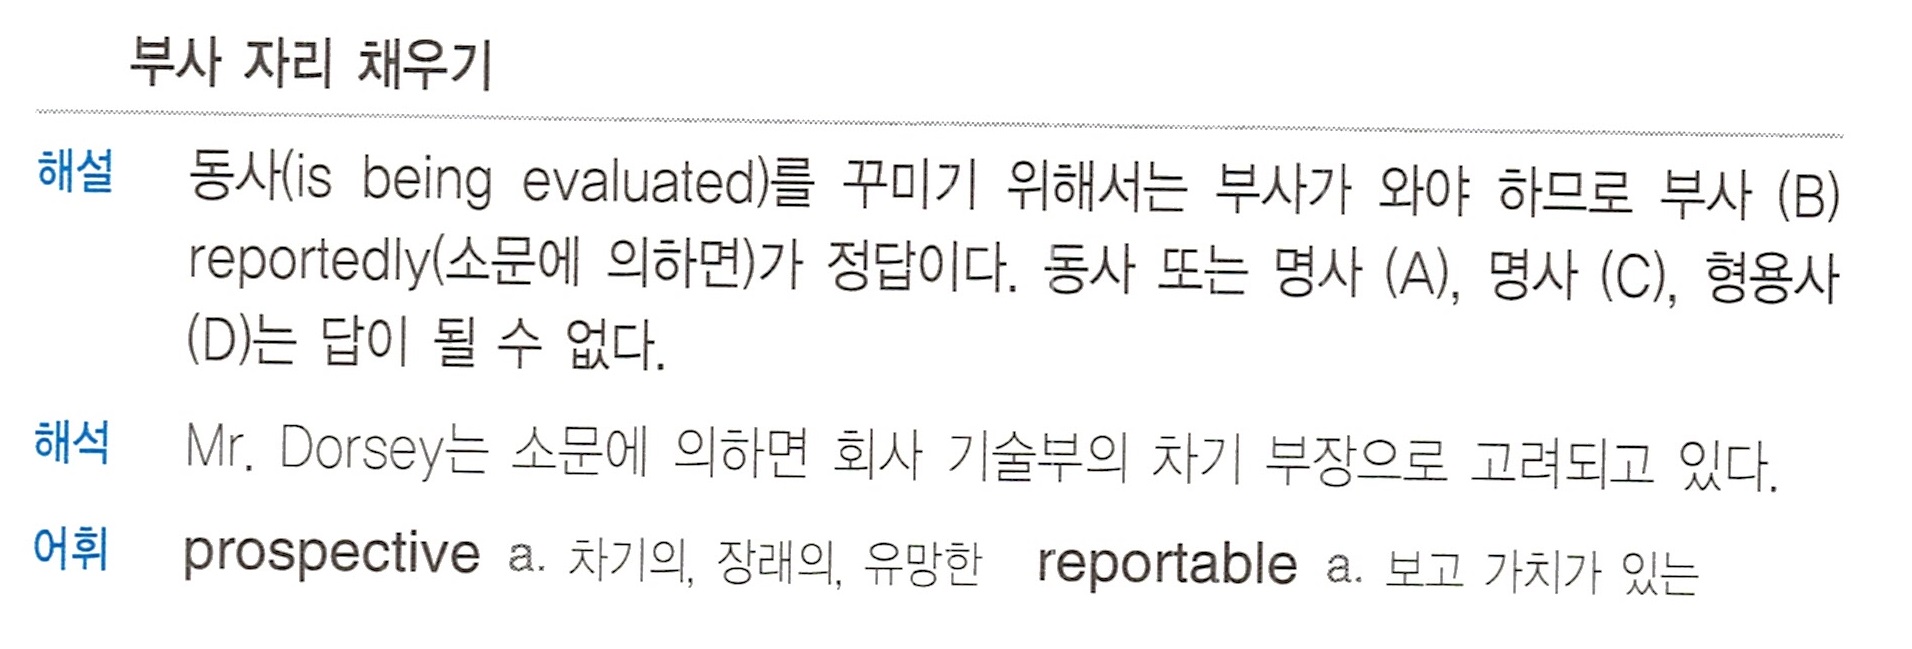 부사 자리 채우기
해설 동사(is being evaluated)를 꾸미기 위해서는 부사가 와야 하므로 부사 (B)
reportedly(소문에 의하면)가 정답이다. 동사 또는 명사 (A), 명사 (C), 형용사
(D)는 답이 될 수 없다.
해석 Mr. Dorsey는 소문에 의하면 회사 기술부의 차기 부장으로 고려되고 있다.
어휘 prospective a. 차기의, 장래의, 유망한 reportable a. 보고 가치가 있는